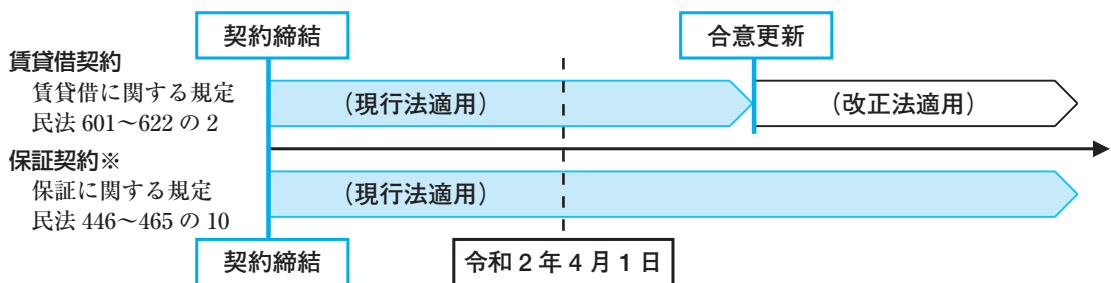 契約締結
合意更新
賃貸借契約
賃貸借に関する規定
民法 601〜622 の 2
(現行法適用)
(改正法適用)
保証契約※
保証に関する規定
民法 446〜465 の 10
(現行法適用)
契約締結
令和 2 年 4 月 1 日